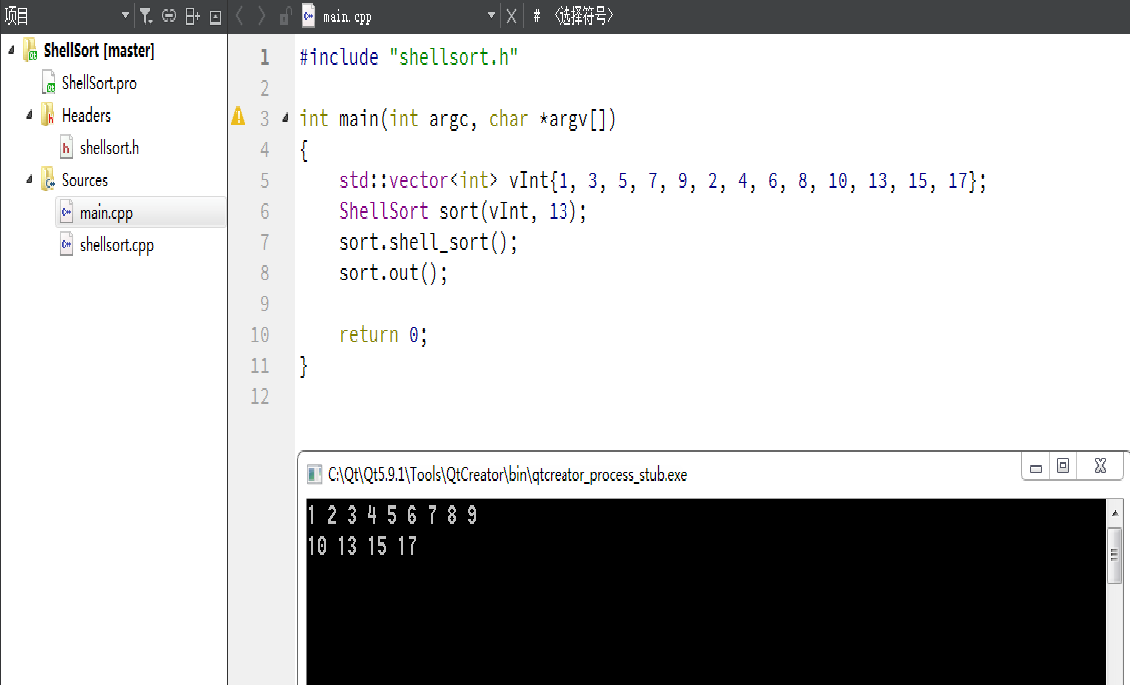 项目
main.cpp
# <选择符号>
ShellSort [master]
ShellSort.pro
Headers
shellsort.h
Sources
main.cpp
shellsort.cpp
1 #include "shellsort.h"
2
3 int main(int argc, char *argv[])
4 {
5     std::vector<int> vInt{1, 3, 5, 7, 9, 2, 4, 6, 8, 10, 13, 15, 17};
6     ShellSort sort(vInt, 13);
7     sort.shell_sort();
8     sort.out();
9
10     return 0;
11 }
12
C:\Qt\Qt5.9.1\Tools\QtCreator\bin\qtcreator_process_stub.exe
1 2 3 4 5 6 7 8 9
10 13 15 17